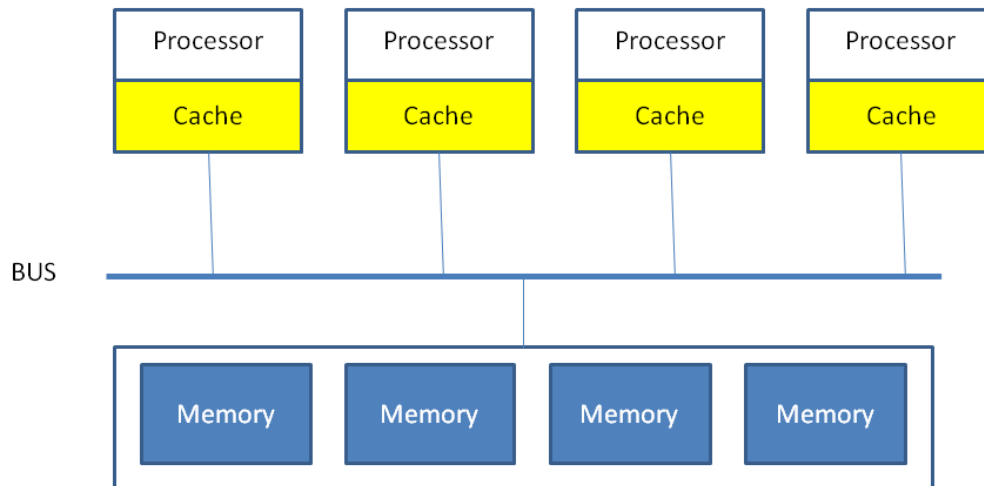 Processor
Processor
Processor
Processor
Cache
Cache
Cache
Cache
BUS
Memory
Memory
Memory
Memory